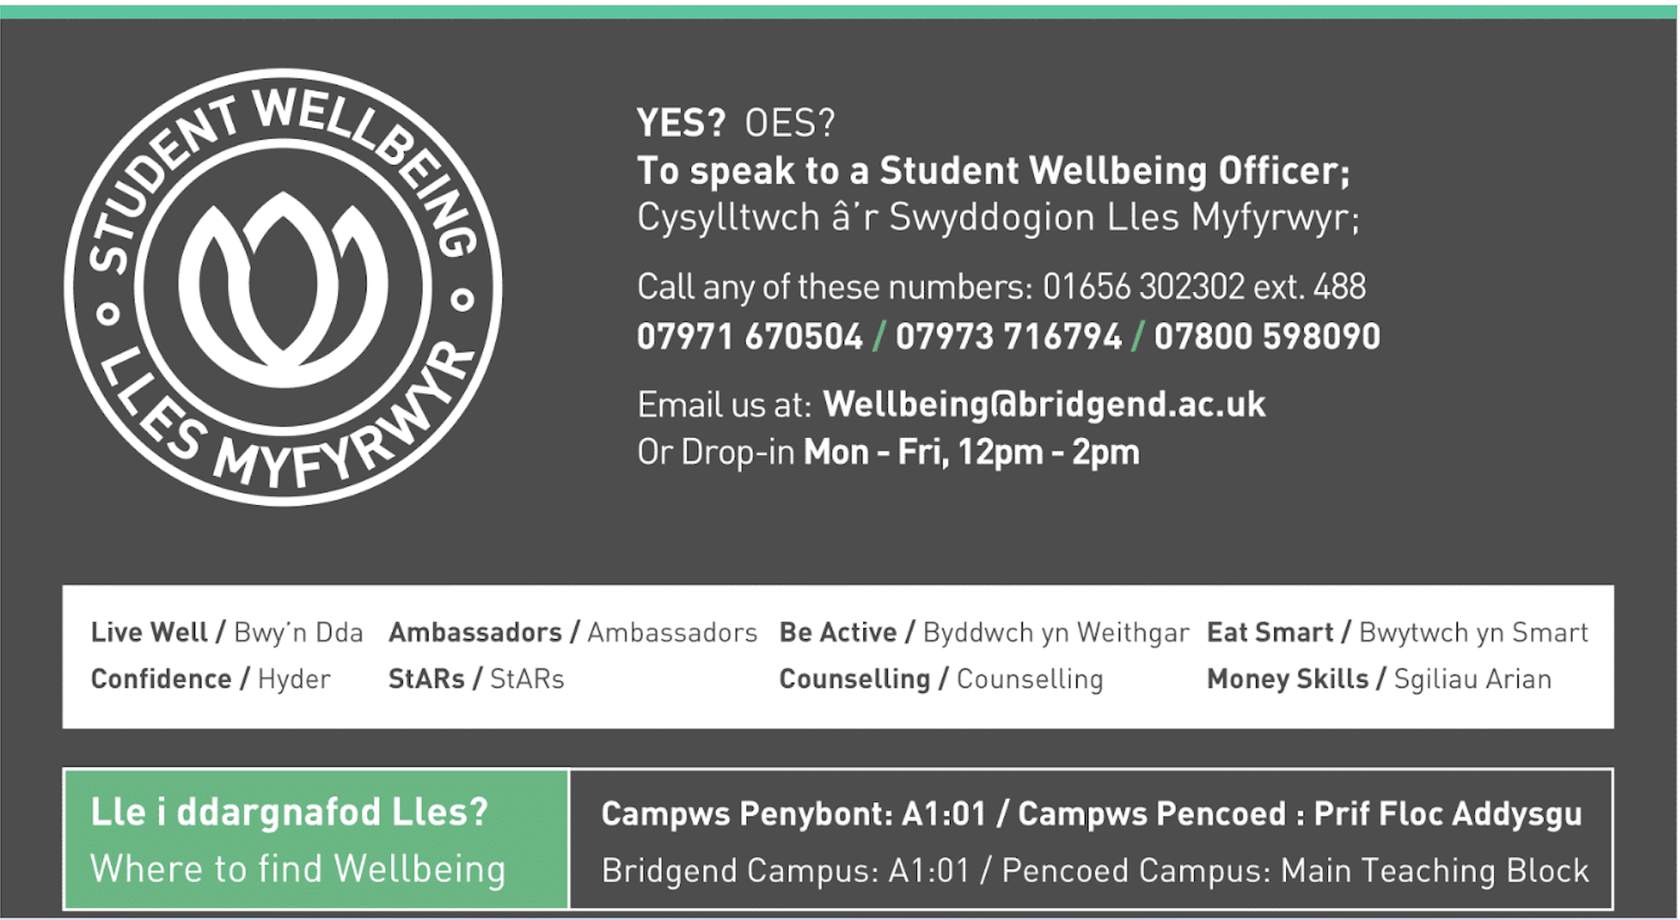 STUDENT WELLBEING
LLES MYFYRWYR
YES? OES?
To speak to a Student Wellbeing Officer;
Cysylltwch â'r Swyddogion Lles Myfyrwyr;
Call any of these numbers: 01656 302302 ext. 488
07971 670504 / 07973 716794 / 07800 598090
Email us at: Wellbeing@bridgend.ac.uk
Or Drop-in Mon - Fri, 12pm - 2pm
Live Well / Bwy'n Dda Ambassadors / Ambassadors Be Active / Byddwch yn Weithgar Eat Smart / Bwytwch yn Smart
Confidence / Hyder StARs / StARs Counselling / Counselling Money Skills / Sgiliau Arian
Lle i ddargnafod Lles?
Where to find Wellbeing
Campws Penybont: A1:01 / Campws Pencoed : Prif Floc Addysgu
Bridgend Campus: A1:01 / Pencoed Campus: Main Teaching Block